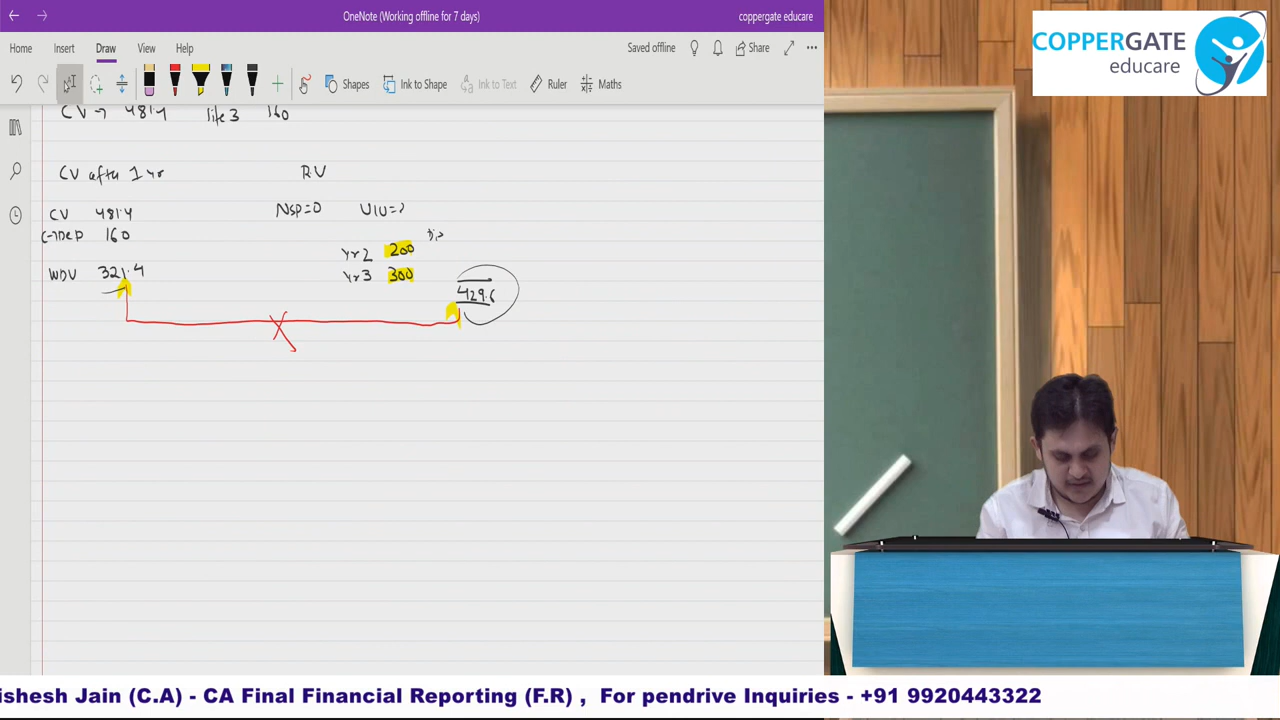 OneNote (Working offline for 7 days)
coppergate educare
Home Insert Draw View Help
Saved offline
Share
Shapes
Ink to Shape
Ink to Text
Ruler
Maths
COPPERGATE
educare
CV → 481.4 life 3 160
CV after 1 yr RV
CV 481.4 NSP=0
(-) Dep 160
Yr 2 200
WDV 321.4 Yr 3 300
429.6
ishesh Jain (C.A) - CA Final Financial Reporting (F.R) , For pendrive Inquiries - +91 9920443322